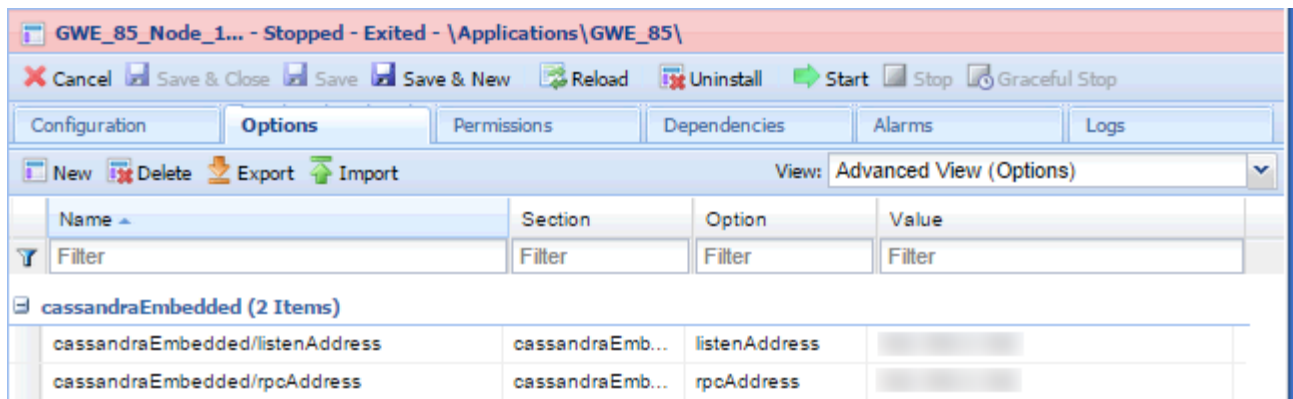 GWE_85_Node_1... - Stopped - Exited - \Applications\GWE_85\
Cancel Save & Close Save Save & New Reload Uninstall Start Stop Graceful Stop
Configuration Options Permissions Dependencies Alarms Logs
New Delete Export Import View: Advanced View (Options)
Name Section Option Value
Filter Filter Filter Filter
cassandraEmbedded (2 Items)
cassandraEmbedded/listenAddress cassandraEmb... listenAddress
cassandraEmbedded/rpcAddress cassandraEmb... rpcAddress